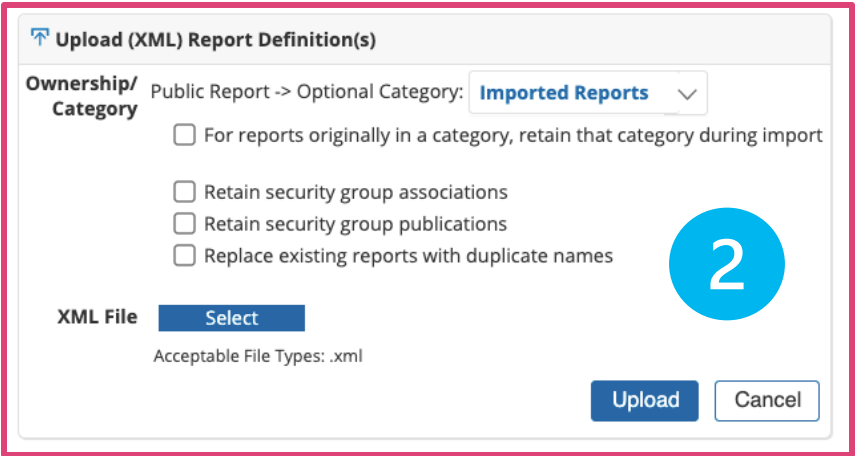 Upload (XML) Report Definition(s)
Ownership/
Category
Public Report -> Optional Category: Imported Reports
For reports originally in a category, retain that category during import
Retain security group associations
Retain security group publications
Replace existing reports with duplicate names
2
XML File
Select
Acceptable File Types: .xml
Upload
Cancel